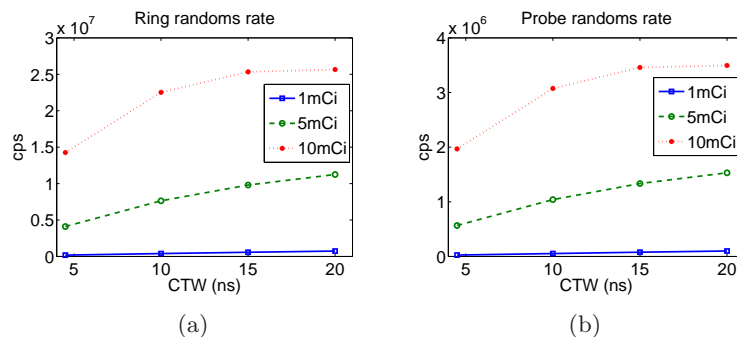 Ring randoms rate
x 10^7
3
2.5
2
1.5
1
0.5
0
cps
5 10 15 20
CTW (ns)
1mCi
5mCi
10mCi
(a)
Probe randoms rate
x 10^6
4
3
2
1
0
cps
5 10 15 20
CTW (ns)
1mCi
5mCi
10mCi
(b)